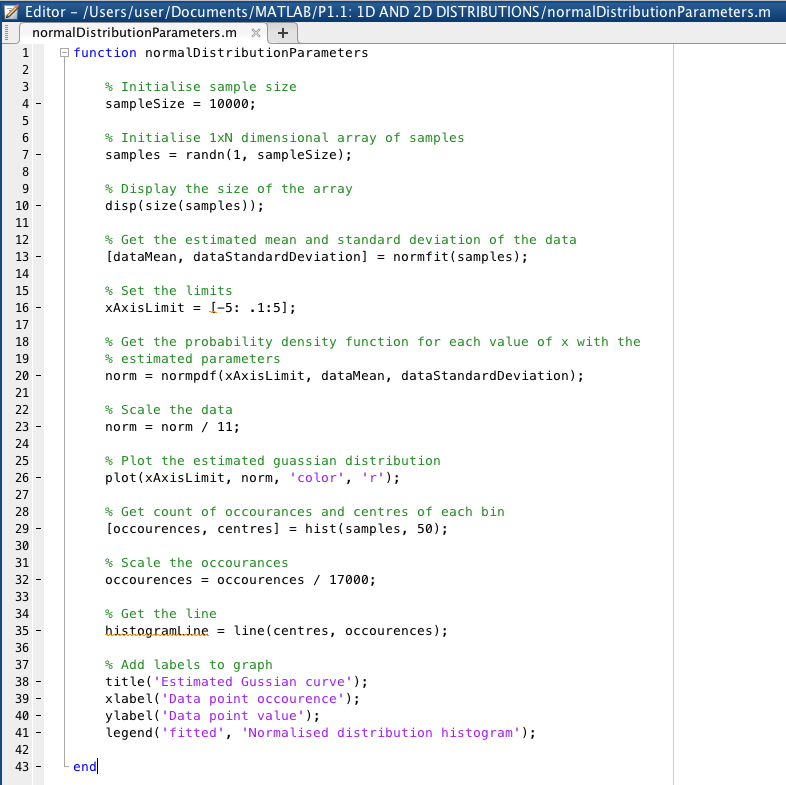 Editor – /Users/user/Documents/MATLAB/P1.1: 1D AND 2D DISTRIBUTIONS/normalDistributionParameters.m
normalDistributionParameters.m × +
1 function normalDistributionParameters
2
3 % Initialise sample size
4 – sampleSize = 10000;
5
6 % Initialise 1xN dimensional array of samples
7 – samples = randn(1, sampleSize);
8
9 % Display the size of the array
10 – disp(size(samples));
11
12 % Get the estimated mean and standard deviation of the data
13 – [dataMean, dataStandardDeviation] = normfit(samples);
14
15 % Set the limits
16 – xAxisLimit = [–5: .1:5];
17
18 % Get the probability density function for each value of x with the
19 % estimated parameters
20 – norm = normpdf(xAxisLimit, dataMean, dataStandardDeviation);
21
22 % Scale the data
23 – norm = norm / 11;
24
25 % Plot the estimated guassian distribution
26 – plot(xAxisLimit, norm, 'color', 'r');
27
28 % Get count of occourances and centres of each bin
29 – [occourences, centres] = hist(samples, 50);
30
31 % Scale the occourances
32 – occourences = occourences / 17000;
33
34 % Get the line
35 – histogramLine = line(centres, occourences);
36
37 % Add labels to graph
38 – title('Estimated Gussian curve');
39 – xlabel('Data point occourence');
40 – ylabel('Data point value');
41 – legend('fitted', 'Normalised distribution histogram');
42
43 – end